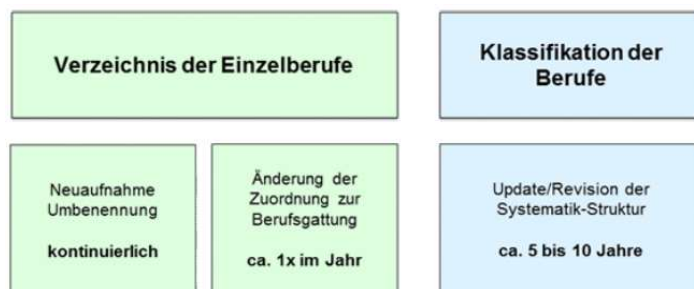 Verzeichnis der Einzelberufe
Klassifikation der
Berufe
Neuaufnahme
Umbenennung
kontinuierlich
Änderung der
Zuordnung zur
Berufsgattung
ca. 1x im Jahr
Update/Revision der
Systematik-Struktur
ca. 5 bis 10 Jahre